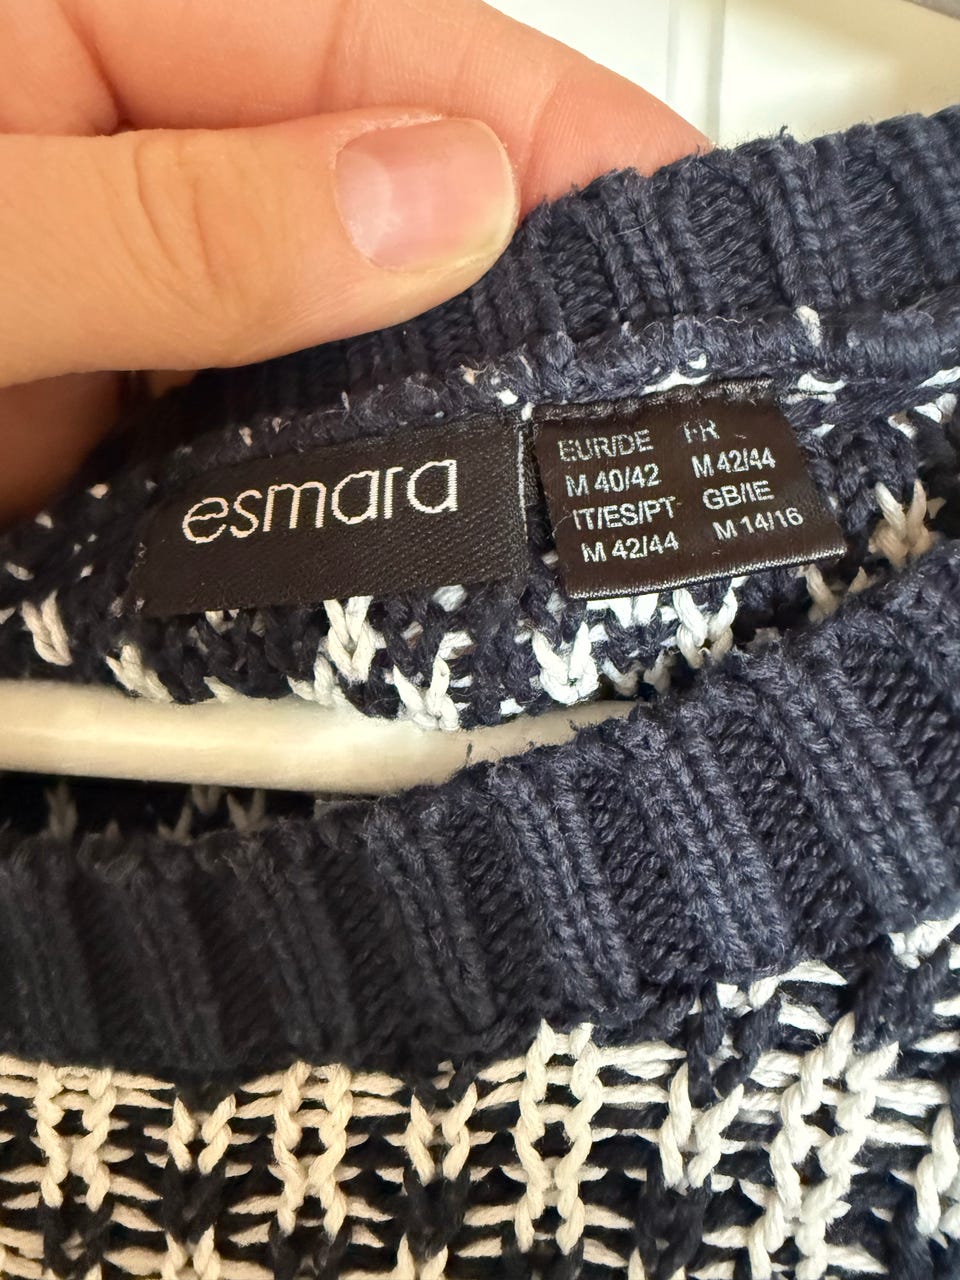 esmara
EUR/DE FR
M 40/42 M 42/44
IT/ES/PT GB/IE
M 42/44 M 14/16